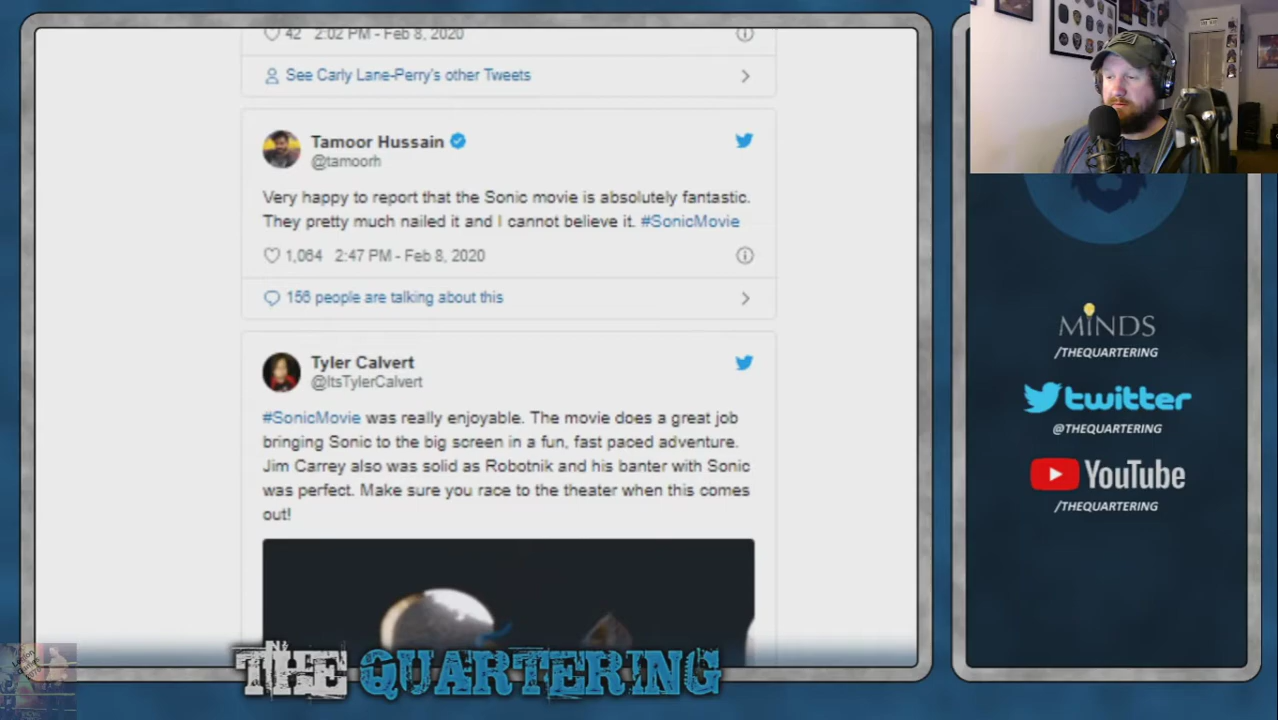 42 2:02 PM - Feb 8, 2020
See Carly Lane-Perry's other Tweets
Tamoor Hussain
@tamoorh
Very happy to report that the Sonic movie is absolutely fantastic.
They pretty much nailed it and I cannot believe it. #SonicMovie
1,064 2:47 PM - Feb 8, 2020
156 people are talking about this
Tyler Calvert
@ItsTylerCalvert
#SonicMovie was really enjoyable. The movie does a great job
bringing Sonic to the big screen in a fun, fast paced adventure.
Jim Carrey also was solid as Robotnik and his banter with Sonic
was perfect. Make sure you race to the theater when this comes
out!
THE QUARTERING
MINDS
/THEQUARTERING
twitter
@THEQUARTERING
YouTube
/THEQUARTERING